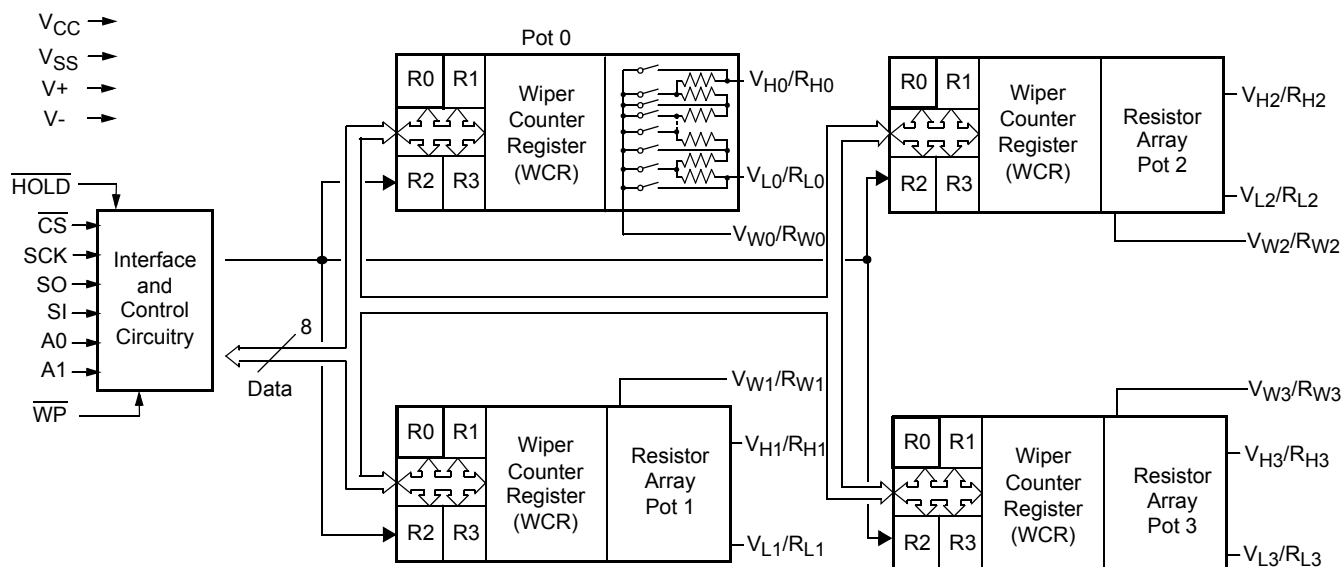 VCC
VSS
V+
V-
HOLD
CS
SCK
SO
SI
A0
A1
WP
Interface
and
Control
Circuitry
8
Data
Pot 0
R0 R1
R2 R3
Wiper
Counter
Register
(WCR)
VH0/RH0
VL0/RL0
VW0/RW0
R0 R1
R2 R3
Wiper
Counter
Register
(WCR)
Resistor
Array
Pot 2
VH2/RH2
VL2/RL2
VW2/RW2
R0 R1
R2 R3
Wiper
Counter
Register
(WCR)
Resistor
Array
Pot 1
VW1/RW1
VH1/RH1
VL1/RL1
R0 R1
R2 R3
Wiper
Counter
Register
(WCR)
Resistor
Array
Pot 3
VW3/RW3
VH3/RH3
VL3/RL3